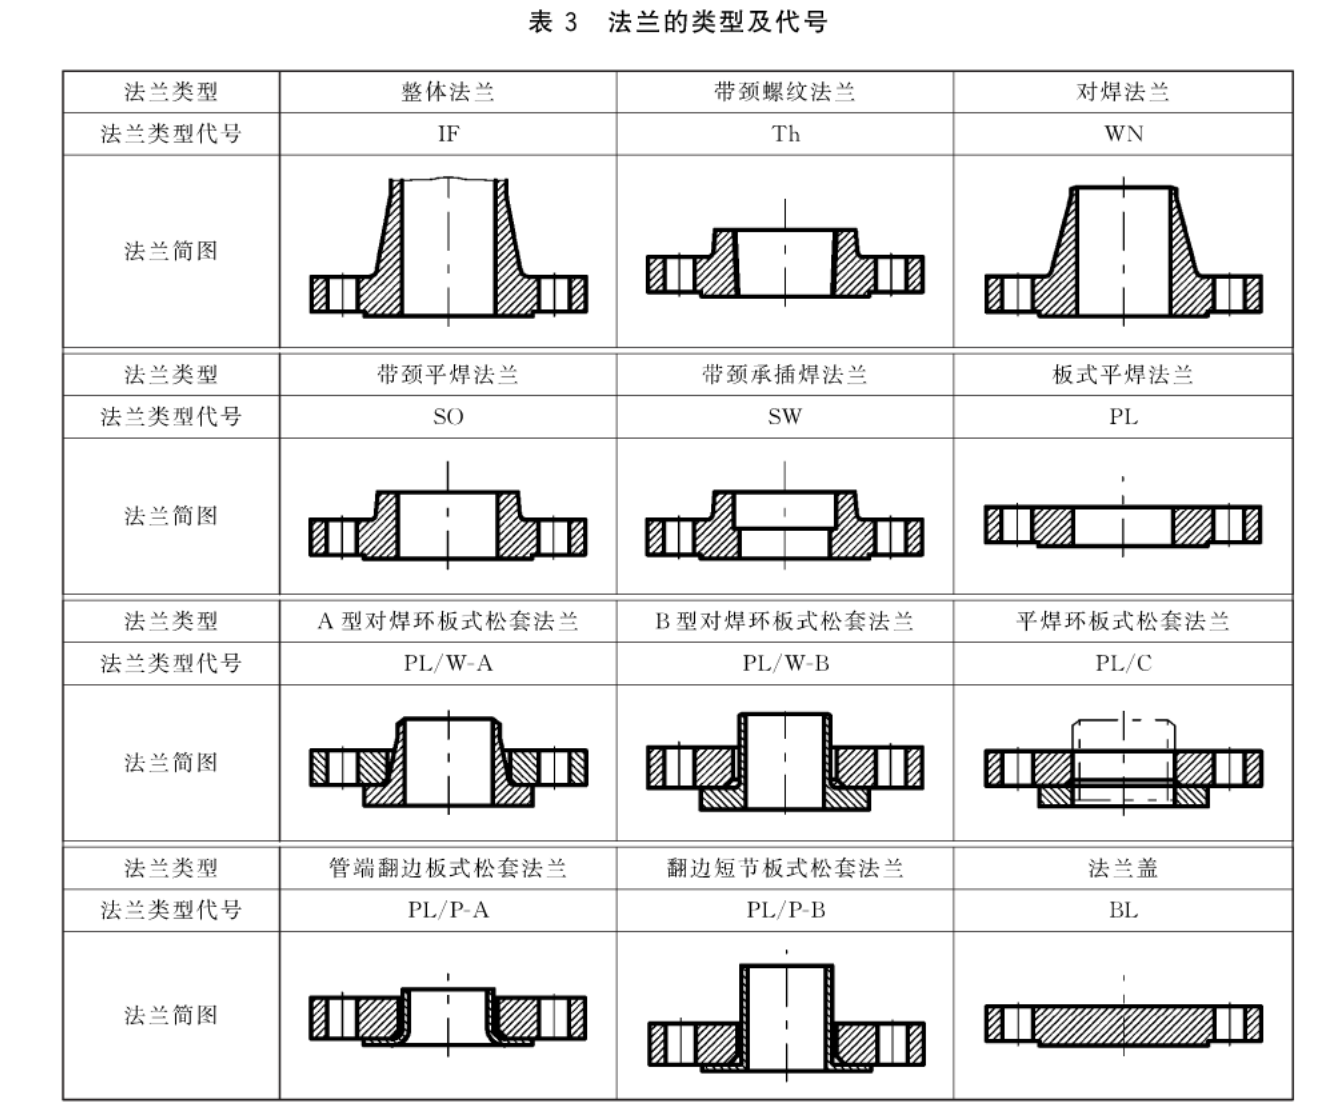 表 3 法兰的类型及代号
法兰类型 整体法兰 带颈螺纹法兰 对焊法兰
法兰类型代号 IF Th WN
法兰简图
法兰类型 带颈平焊法兰 带颈承插焊法兰 板式平焊法兰
法兰类型代号 SO SW PL
法兰简图
法兰类型 A 型对焊环板式松套法兰 B 型对焊环板式松套法兰 平焊环板式松套法兰
法兰类型代号 PL/W-A PL/W-B PL/C
法兰简图
法兰类型 管端翻边板式松套法兰 翻边短节板式松套法兰 法兰盖
法兰类型代号 PL/P-A PL/P-B BL
法兰简图